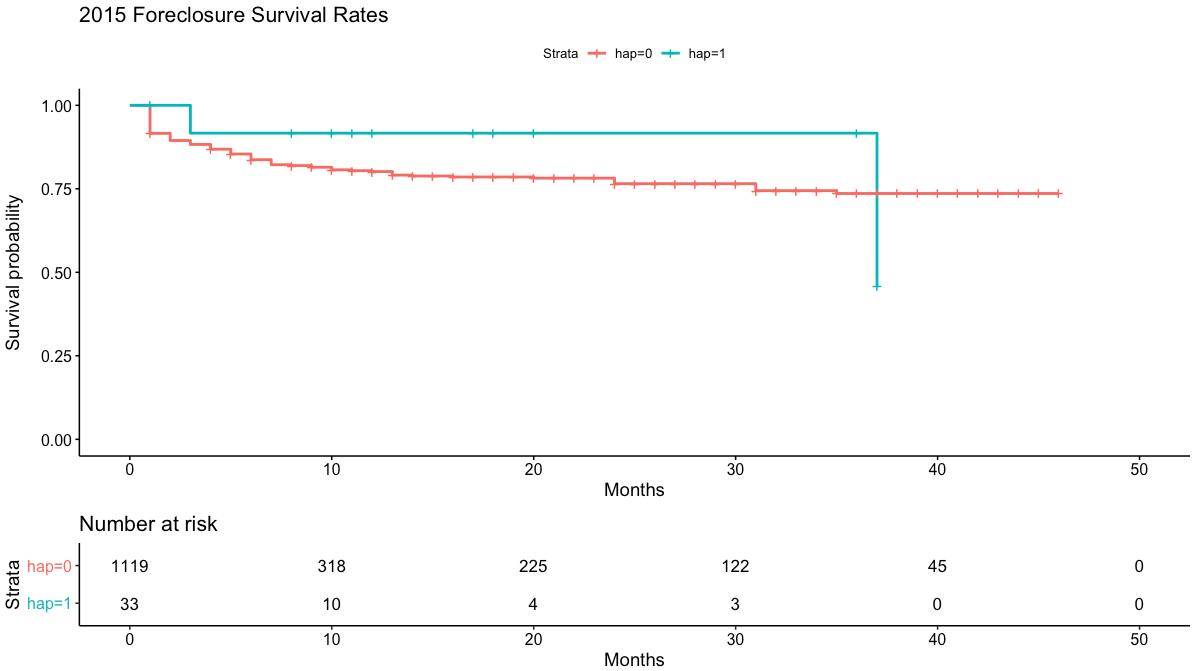 2015 Foreclosure Survival Rates
Strata hap=0 hap=1
1.00
0.75
0.50
0.25
0.00
Survival probability
0 10 20 30 40 50
Months
Number at risk
Strata
hap=0 1119 318 225 122 45 0
hap=1 33 10 4 3 0 0
0 10 20 30 40 50
Months